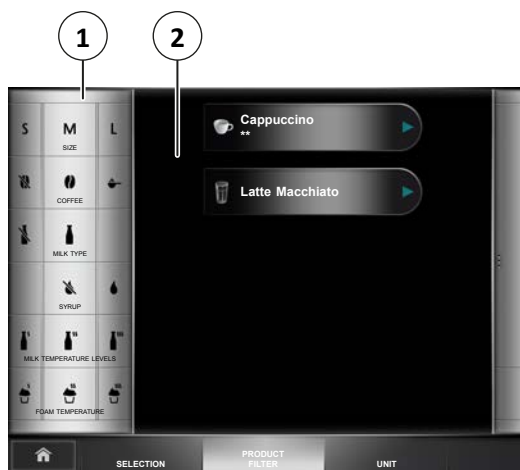 1
2
S M L
SIZE
COFFEE
MILK TYPE
SYRUP
MILK TEMPERATURE LEVELS
FOAM TEMPERATURE
Cappuccino
**
Latte Macchiato
SELECTION
PRODUCT
FILTER
UNIT